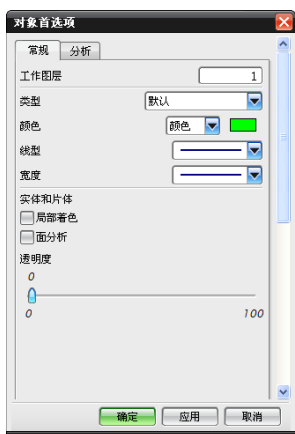 对象首选项
常规 分析
工作图层 1
类型 默认
颜色 颜色
线型
宽度
实体和片体
局部着色
面分析
透明度
0
0 100
确定 应用 取消